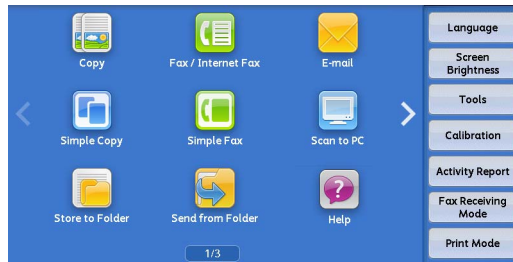 Copy
Fax / Internet Fax
E-mail
Simple Copy
Simple Fax
Scan to PC
Store to Folder
Send from Folder
Help
?
1/3
Language
Screen
Brightness
Tools
Calibration
Activity Report
Fax Receiving
Mode
Print Mode